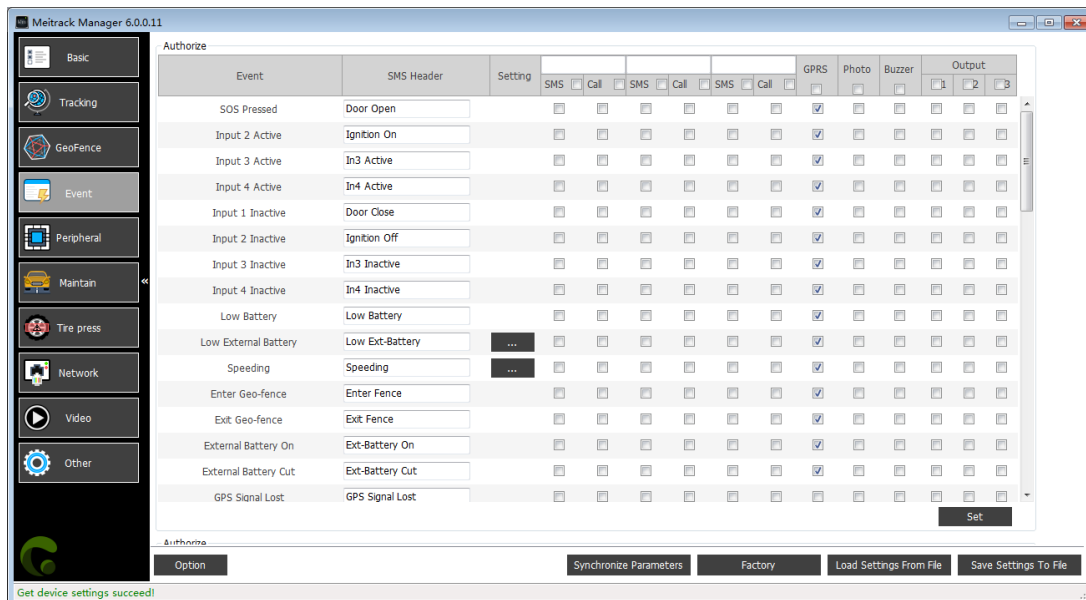 Meitrack Manager 6.0.0.11
Basic
Tracking
GeoFence
Event
Peripheral
Maintain
Tire press
Network
Video
Other
«
Authorize
Event SMS Header Setting SMS Call SMS Call SMS Call GPRS Photo Buzzer Output
1 2 3
SOS Pressed Door Open
Input 2 Active Ignition On
Input 3 Active In3 Active
Input 4 Active In4 Active
Input 1 Inactive Door Close
Input 2 Inactive Ignition Off
Input 3 Inactive In3 Inactive
Input 4 Inactive In4 Inactive
Low Battery Low Battery
Low External Battery Low Ext-Battery ...
Speeding Speeding ...
Enter Geo-fence Enter Fence
Exit Geo-fence Exit Fence
External Battery On Ext-Battery On
External Battery Cut Ext-Battery Cut
GPS Signal Lost GPS Signal Lost
Set
Authorize
Option Synchronize Parameters Factory Load Settings From File Save Settings To File
Get device settings succeed!